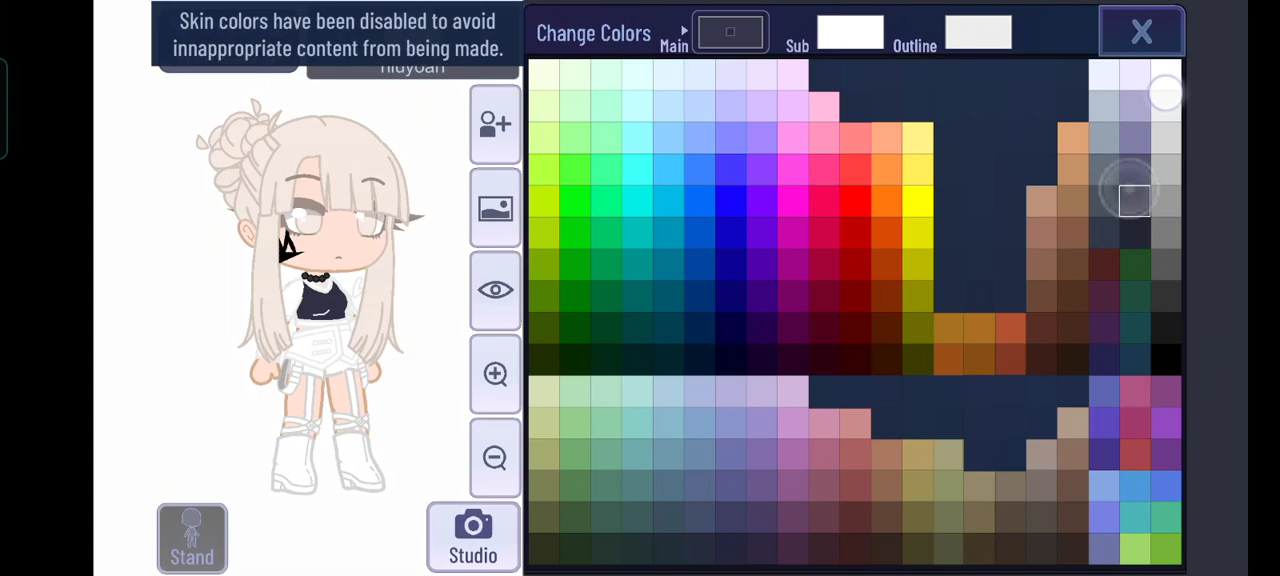 Skin colors have been disabled to avoid
innappropriate content from being made.
Change Colors
Main
Sub
Outline
X
Stand
Studio